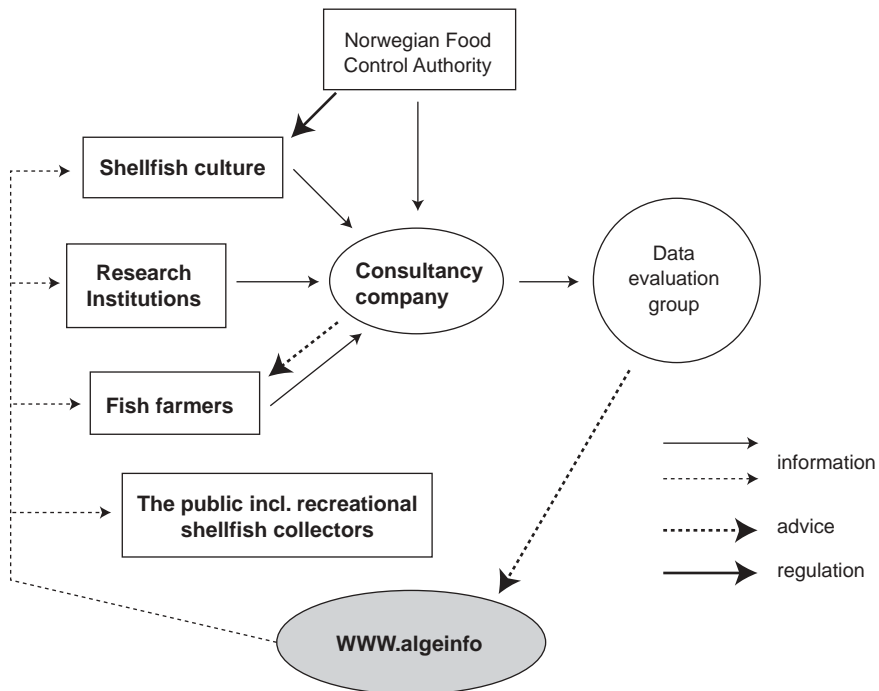 Norwegian Food
Control Authority
Shellfish culture
Research
Institutions
Consultancy
company
Data
evaluation
group
Fish farmers
The public incl. recreational
shellfish collectors
WWW.algeinfo
information
advice
regulation